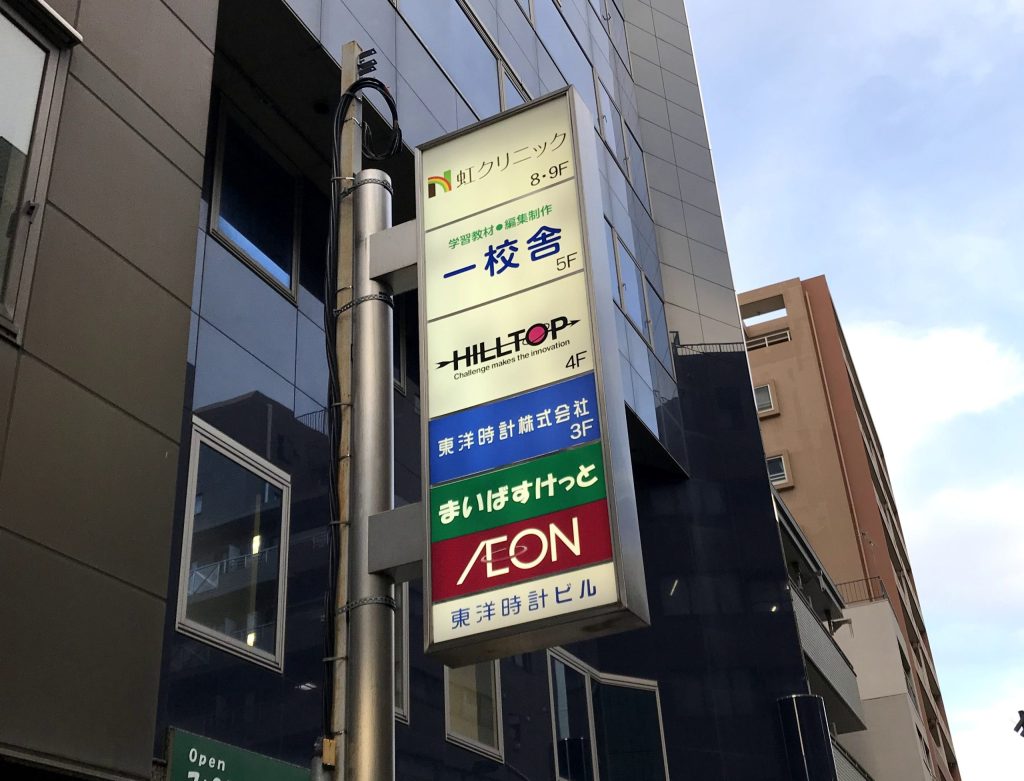 虹クリニック
8・9F
学習教材●編集制作
一校舎
5F
HILLTOP
Challenge makes the innovation
4F
東洋時計株式会社
3F
まいばすけっと
ÆON
東洋時計ビル
Open